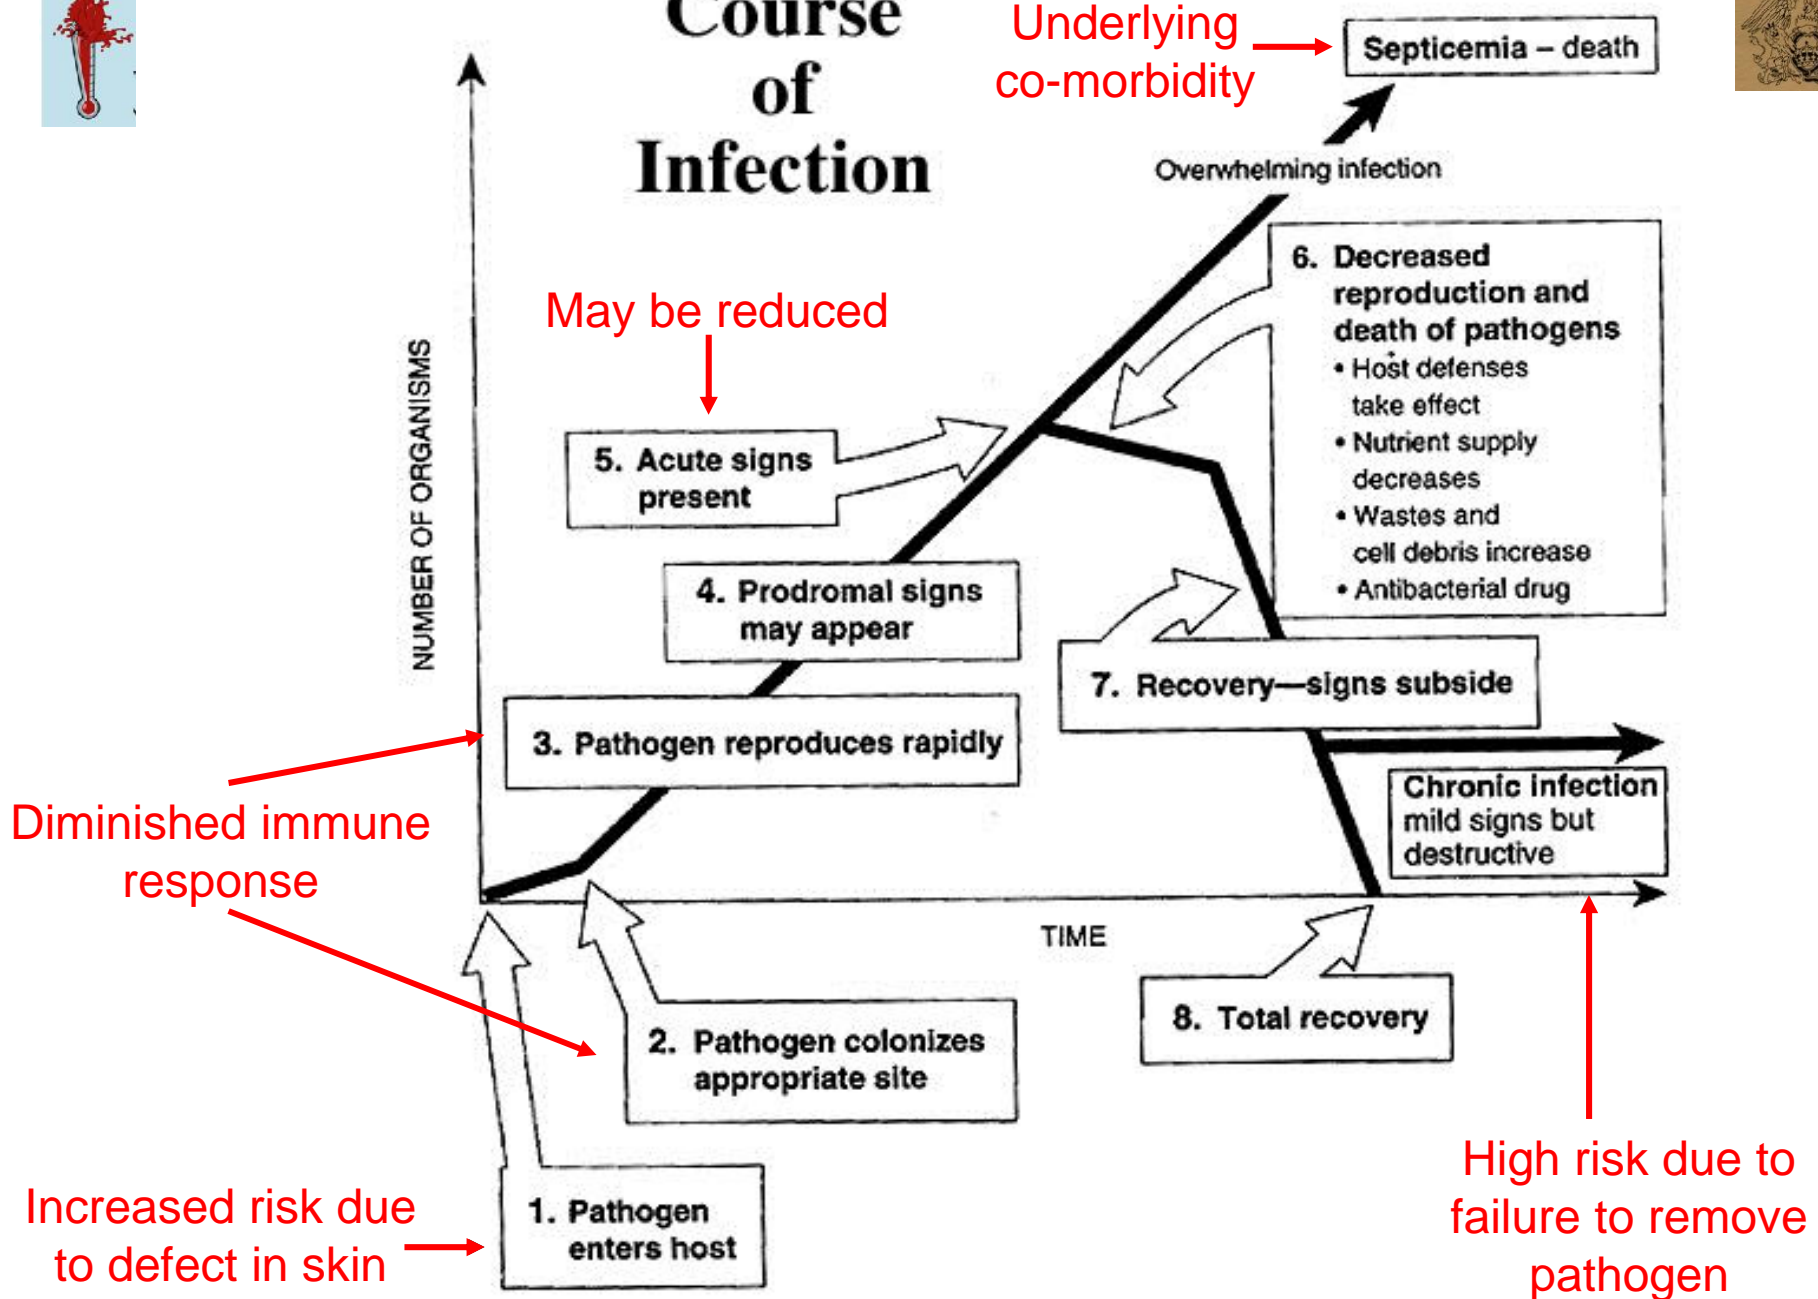 Course
of
Infection
Underlying
co-morbidity
Septicemia – death
Overwhelming infection
6. Decreased
reproduction and
death of pathogens
• Host defenses
take effect
• Nutrient supply
decreases
• Wastes and
cell debris increase
• Antibacterial drug
May be reduced
5. Acute signs
present
NUMBER OF ORGANISMS
4. Prodromal signs
may appear
7. Recovery—signs subside
3. Pathogen reproduces rapidly
Chronic infection
mild signs but
destructive
Diminished immune
response
TIME
8. Total recovery
2. Pathogen colonizes
appropriate site
1. Pathogen
enters host
Increased risk due
to defect in skin
High risk due to
failure to remove
pathogen